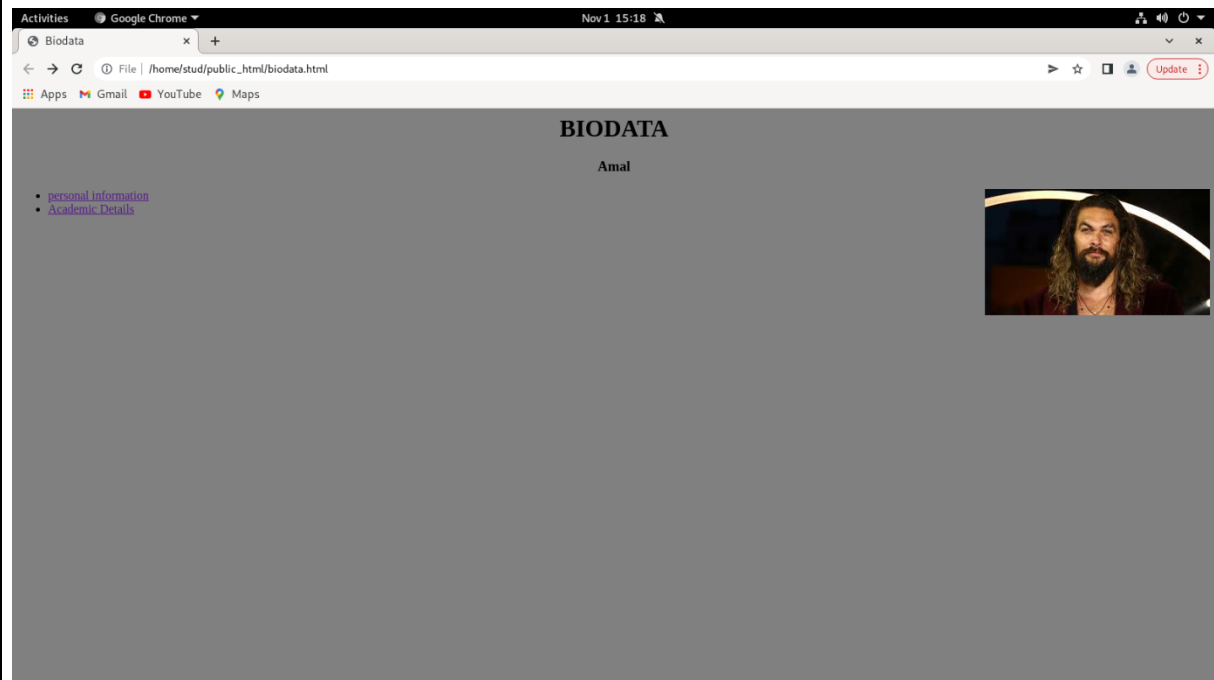 Activities Google Chrome Nov 1 15:18
Biodata
File /home/stud/public_html/biodata.html Update
Apps Gmail YouTube Maps
BIODATA
Amal
personal information
Academic Details